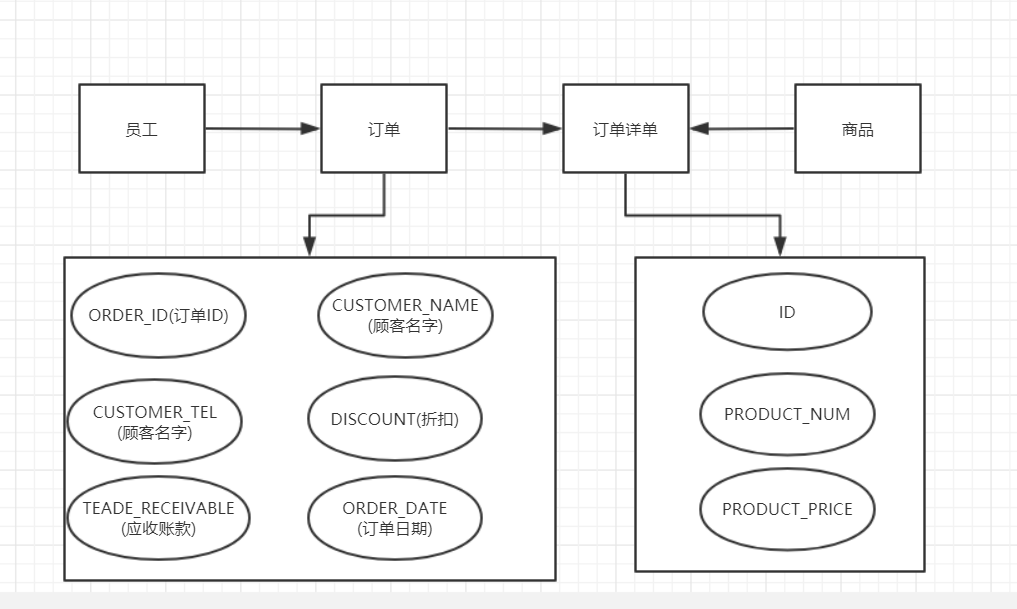 员工
订单
订单详单
商品
ORDER_ID(订单ID)
CUSTOMER_NAME
(顾客名字)
CUSTOMER_TEL
(顾客名字)
DISCOUNT(折扣)
TEADE_RECEIVABLE
(应收账款)
ORDER_DATE
(订单日期)
ID
PRODUCT_NUM
PRODUCT_PRICE